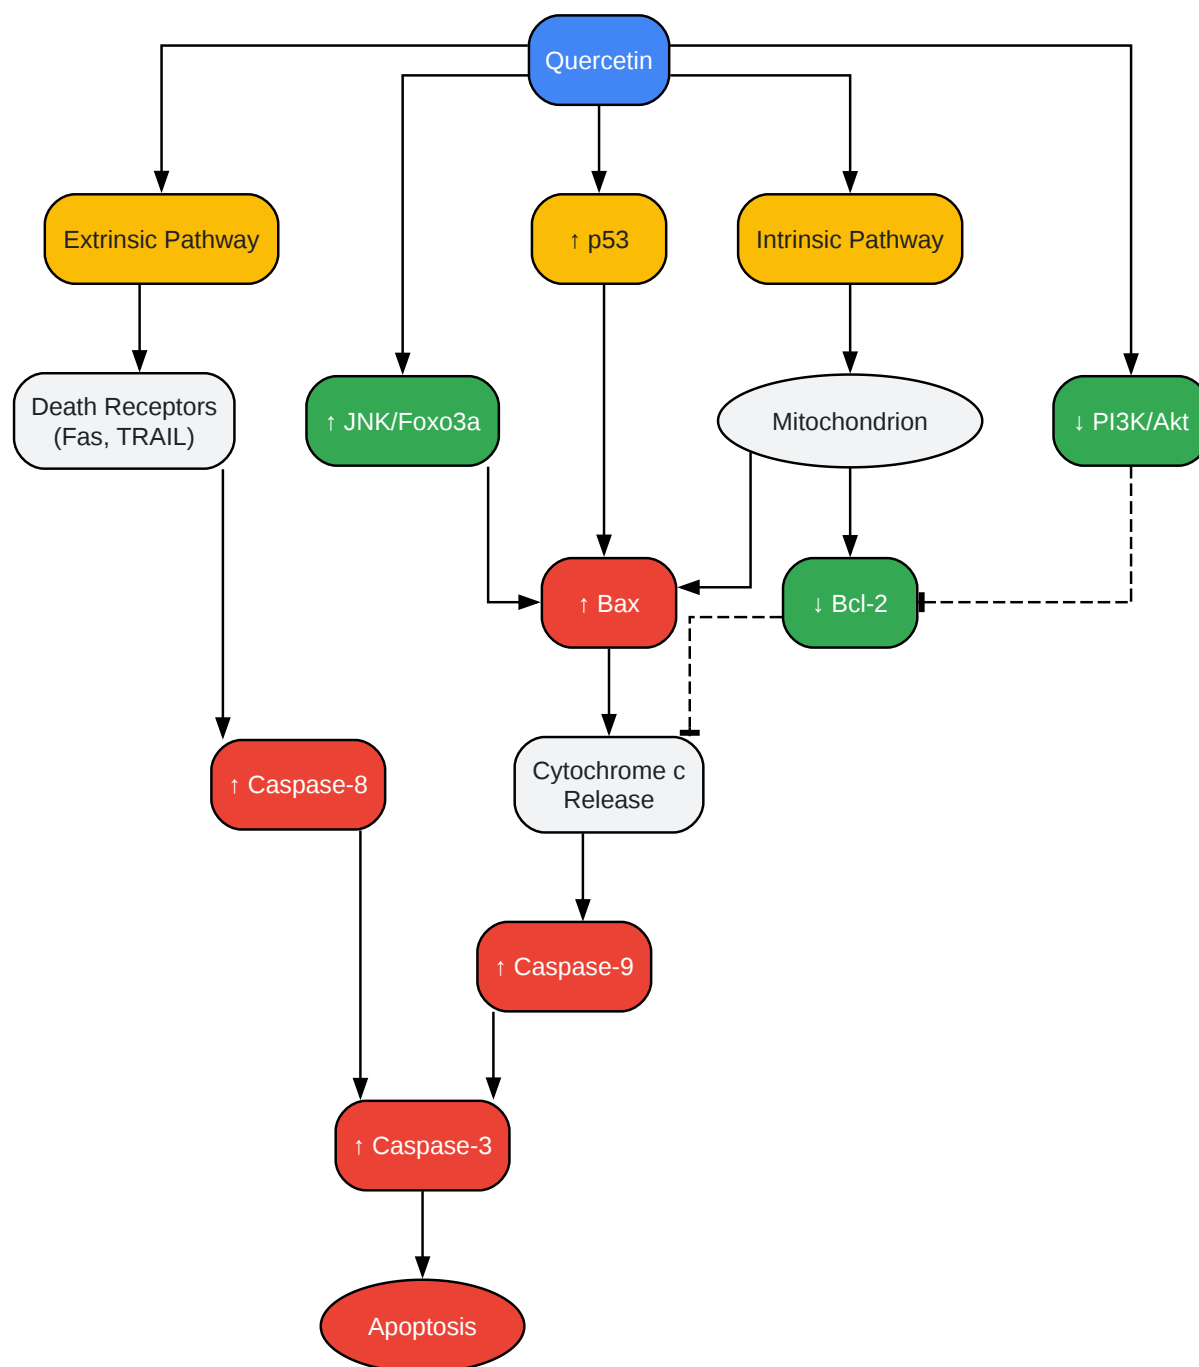 Quercetin
Extrinsic Pathway
↑ p53
Intrinsic Pathway
Death Receptors
(Fas, TRAIL)
↑ JNK/Foxo3a
Mitochondrion
↓ PI3K/Akt
↑ Bax
↓ Bcl-2
↑ Caspase-8
Cytochrome c
Release
↑ Caspase-9
↑ Caspase-3
Apoptosis